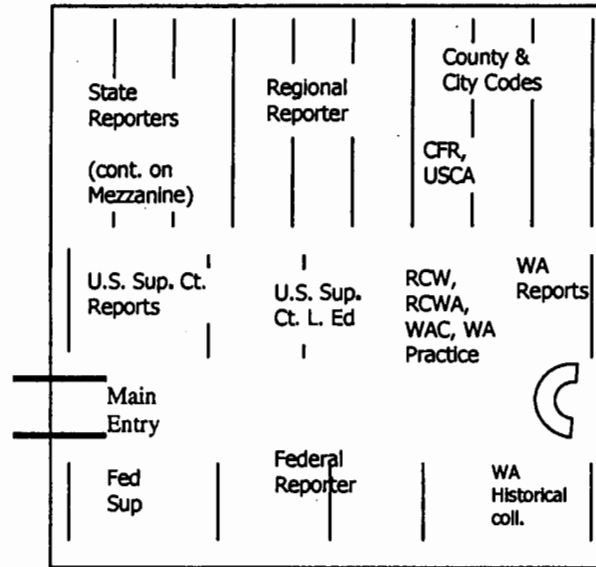 State
Reporters
(cont. on
Mezzanine)
Regional
Reporter
County &
City Codes
CFR,
USCA
U.S. Sup. Ct.
Reports
U.S. Sup.
Ct. L. Ed
RCW,
RCWA,
WAC, WA
Practice
WA
Reports
Main
Entry
Fed
Sup
Federal
Reporter
WA
Historical
coll.